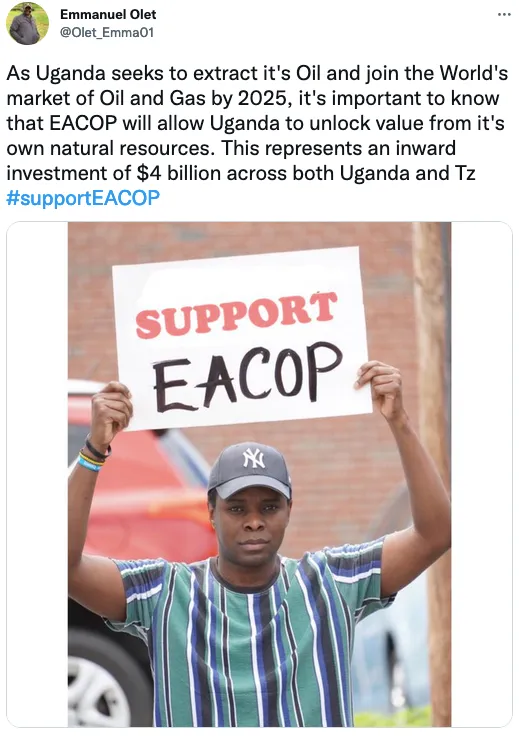 Emmanuel Olet
@Olet_Emma01
As Uganda seeks to extract it's Oil and join the World's
market of Oil and Gas by 2025, it's important to know
that EACOP will allow Uganda to unlock value from it's
own natural resources. This represents an inward
investment of $4 billion across both Uganda and Tz
#supportEACOP
SUPPORT
EACOP
NY